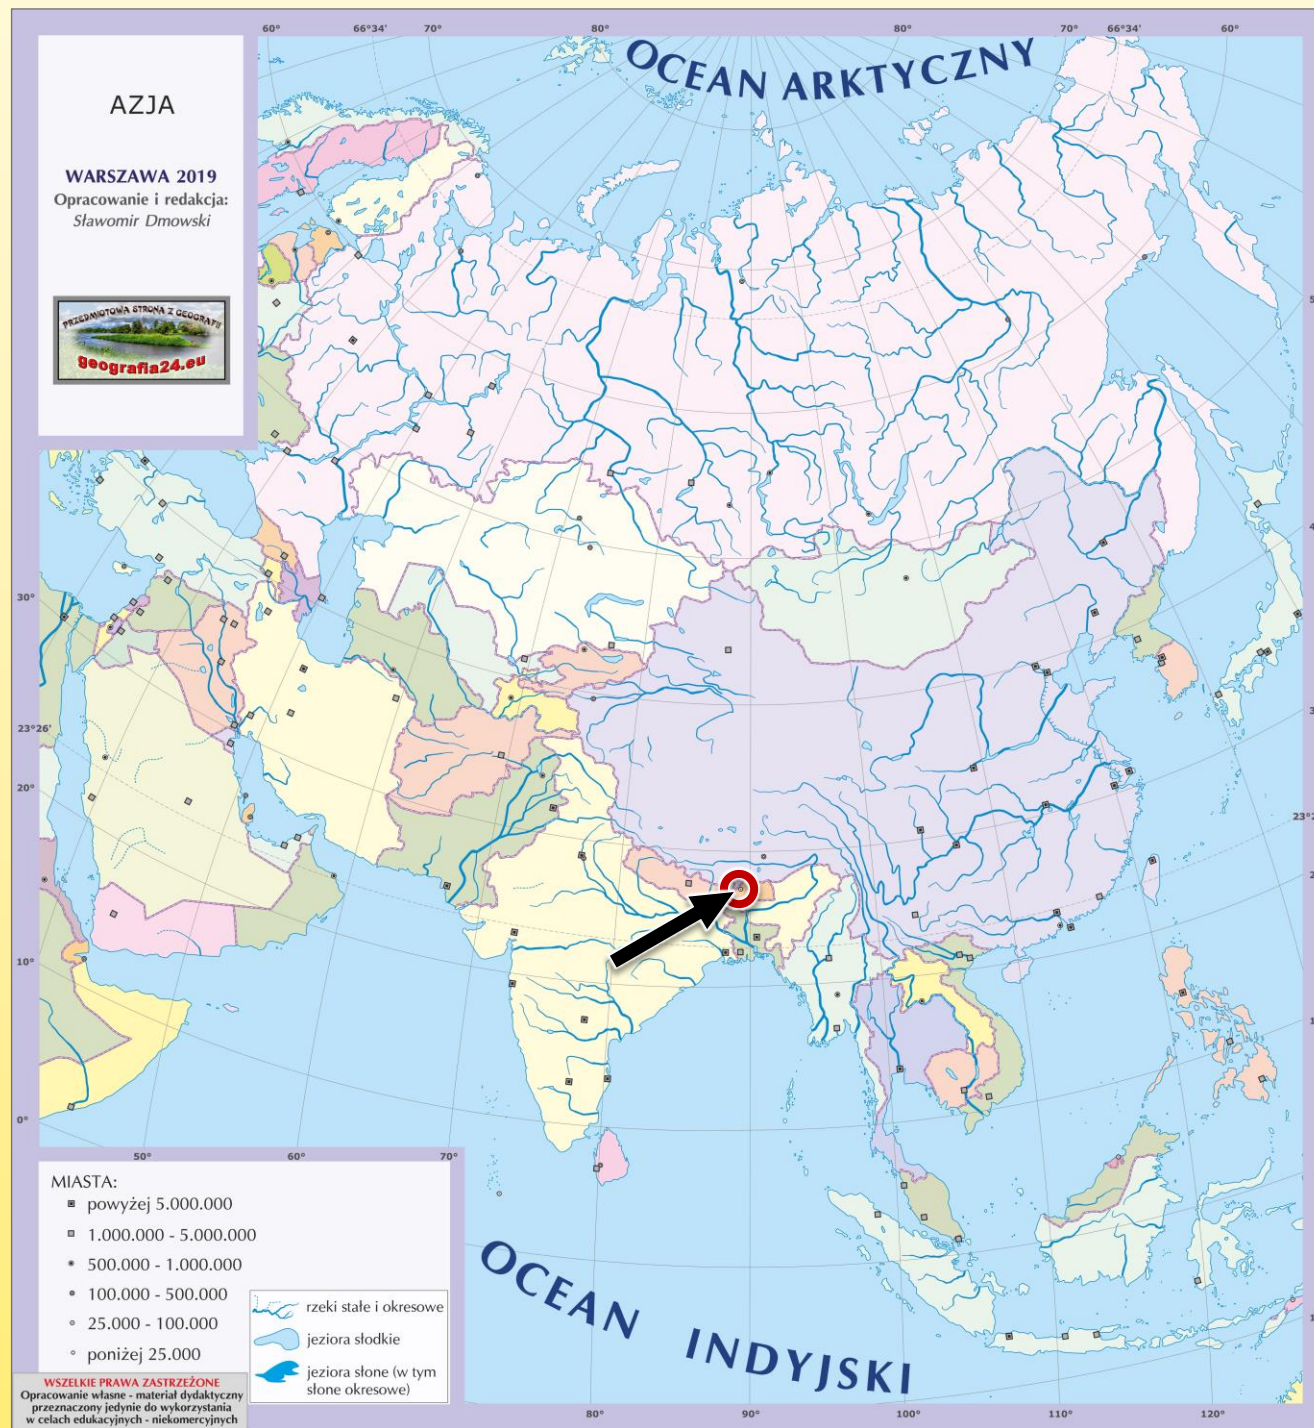 60°
66°34'
70°
80°
80°
70°
66°34'
60°
OCEAN ARKTYCZNY
AZJA
WARSZAWA 2019
Opracowanie i redakcja:
Sławomir Dmowski
PRZEDMIOTOWA STRONA Z GEOGRAFII
geografia24.eu
30°
23°26'
20°
10°
0°
50°
60°
70°
MIASTA:
powyżej 5.000.000
1.000.000 - 5.000.000
500.000 - 1.000.000
100.000 - 500.000
25.000 - 100.000
poniżej 25.000
rzeki stałe i okresowe
jeziora słodkie
jeziora słone (w tym
słone okresowe)
WSZELKIE PRAWA ZASTRZEŻONE
Opracowanie własne - materiał dydaktyczny
przeznaczony jedynie do wykorzystania
w celach edukacyjnych - niekomercyjnych
OCEAN INDYJSKI
80°
90°
100°
110°
120°